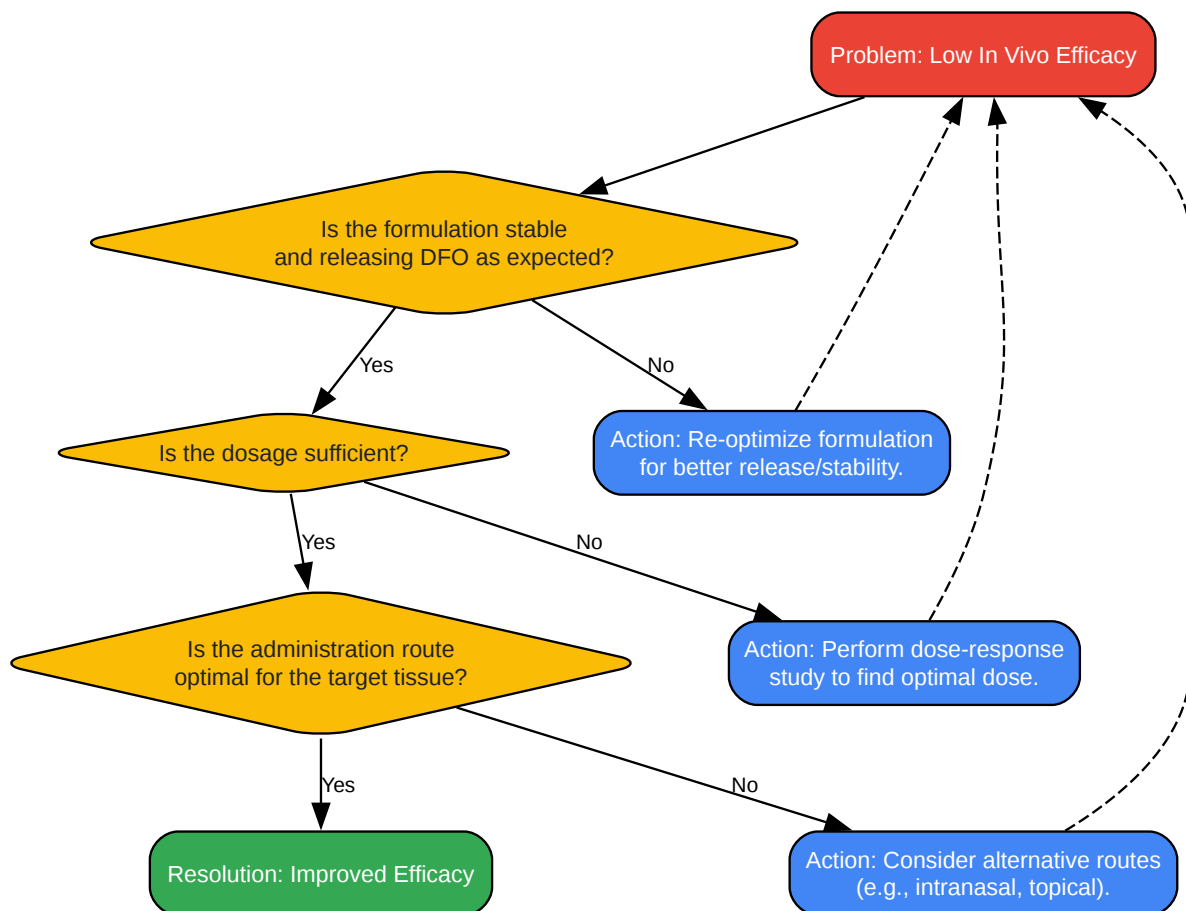 Problem: Low In Vivo Efficacy
Is the formulation stable
and releasing DFO as expected?
Yes
No
Is the dosage sufficient?
Action: Re-optimize formulation
for better release/stability.
Yes
No
Is the administration route
optimal for the target tissue?
Action: Perform dose-response
study to find optimal dose.
Yes
No
Resolution: Improved Efficacy
Action: Consider alternative routes
(e.g., intranasal, topical).